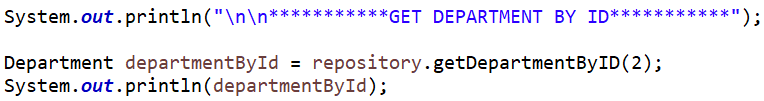 System.out.println("\n\n***********GET DEPARTMENT BY ID***********");
Department departmentById = repository.getDepartmentByID(2);
System.out.println(departmentById);